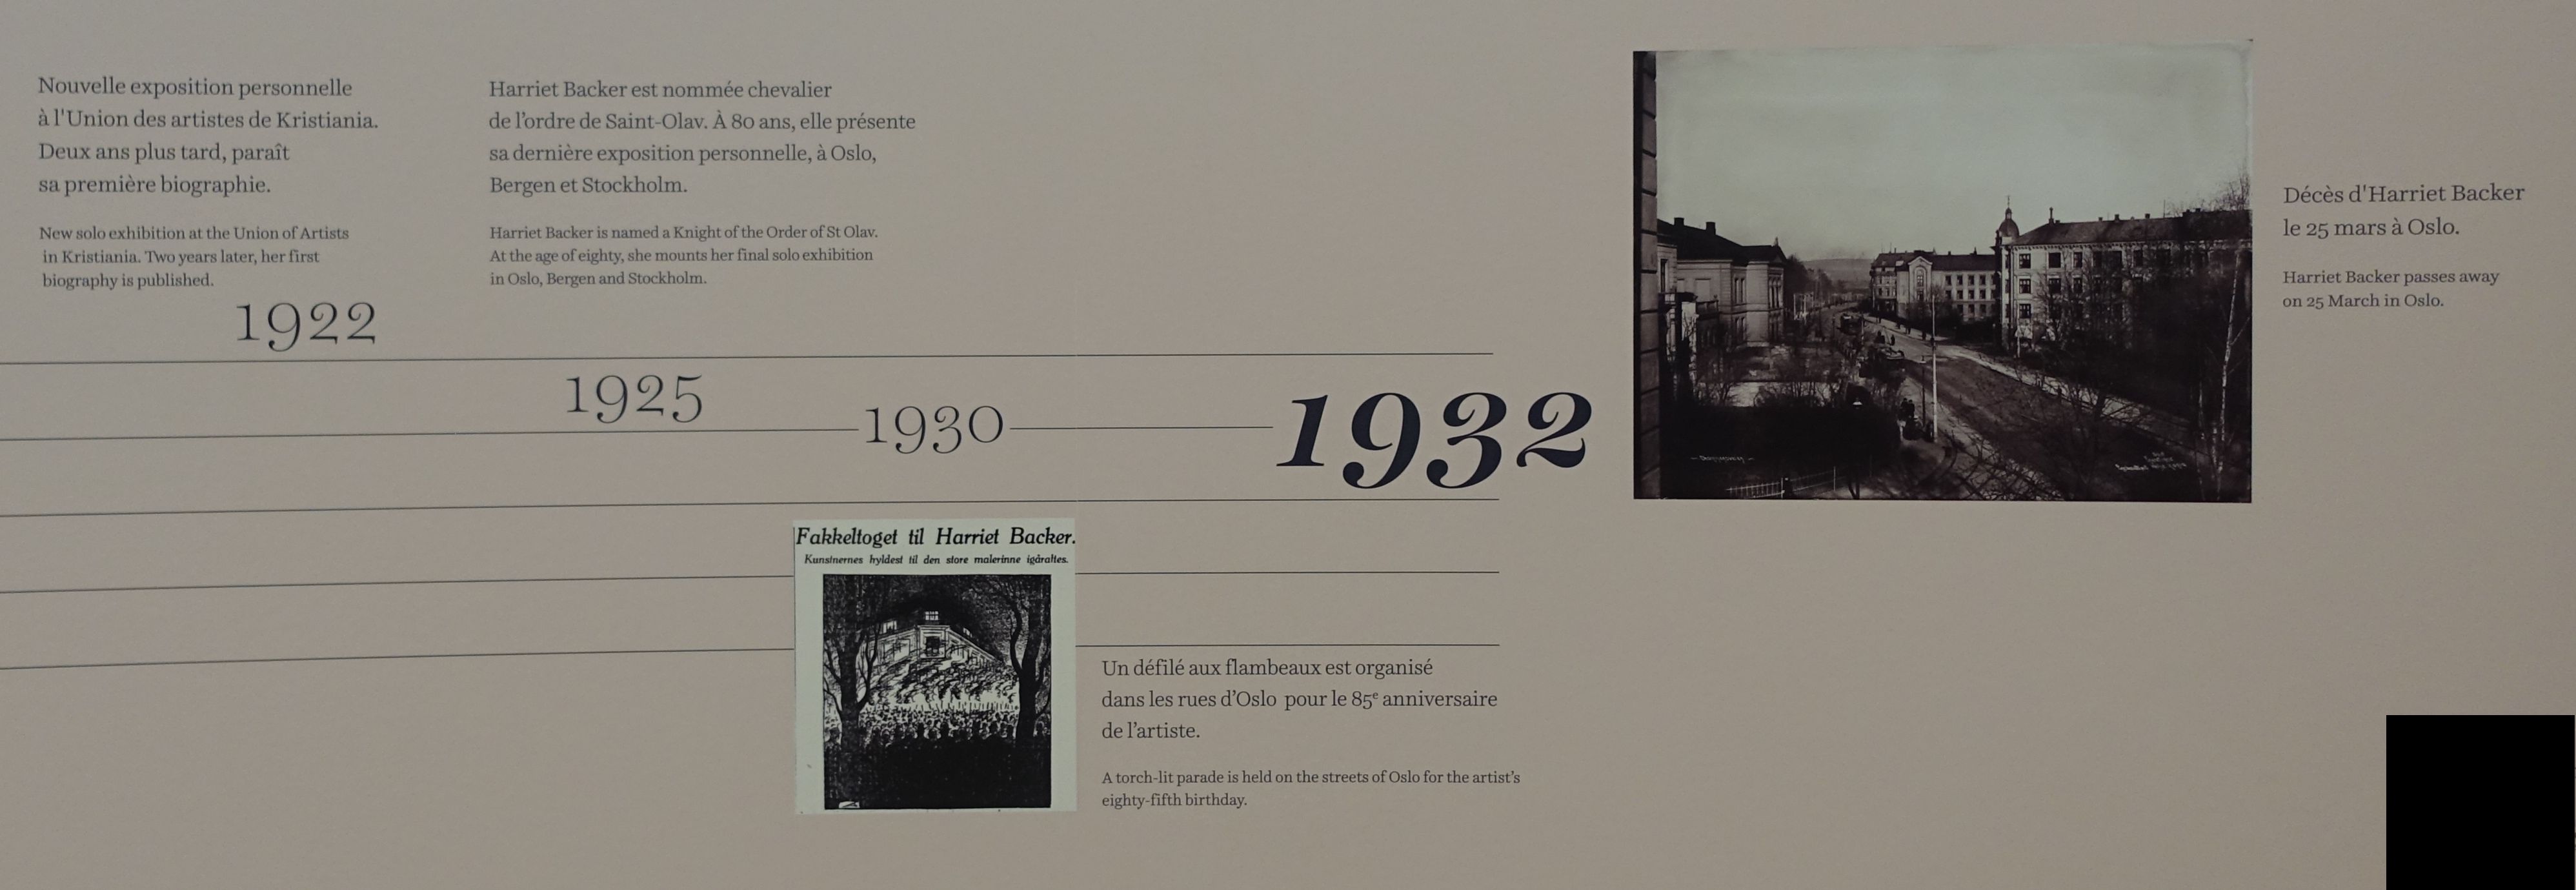 Nouvelle exposition personnelle
à l'Union des artistes de Kristiania.
Deux ans plus tard, paraît
sa première biographie.
New solo exhibition at the Union of Artists
in Kristiania. Two years later, her first
biography is published.
1922
Harriet Backer est nommée chevalier
de l’ordre de Saint-Olav. À 80 ans, elle présente
sa dernière exposition personnelle, à Oslo,
Bergen et Stockholm.
Harriet Backer is named a Knight of the Order of St Olav.
At the age of eighty, she mounts her final solo exhibition
in Oslo, Bergen and Stockholm.
1925
1930
Fakkeltoget til Harriet Backer.
Kunstnernes hyldest til den store malerinne igåraftes.
Un défilé aux flambeaux est organisé
dans les rues d’Oslo pour le 85e anniversaire
de l’artiste.
A torch-lit parade is held on the streets of Oslo for the artist’s
eighty-fifth birthday.
1932
Décès d'Harriet Backer
le 25 mars à Oslo.
Harriet Backer passes away
on 25 March in Oslo.